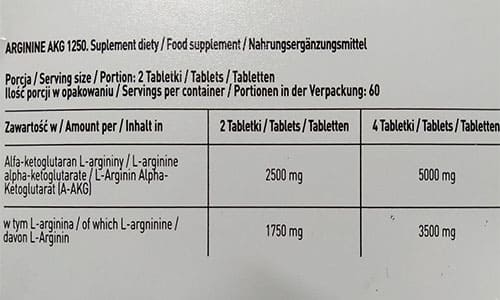 ARGININE AKG 1250. Suplement diety / Food supplement / Nahrungsergänzungsmittel
Porcja / Serving size / Portion: 2 Tabletki / Tablets / Tabletten
Ilość porcji w opakowaniu / Servings per container / Portionen in der Verpackung: 60
Zawartość w / Amount per / Inhalt in
2 Tabletki / Tablets / Tabletten
4 Tabletki / Tablets / Tabletten
Alfa-ketoglutaran L-argininy / L-arginine
alpha-ketoglutarate / L-Arginin Alpha-
Ketoglutarat (A-AKG)
2500 mg
5000 mg
w tym L-arginina / of which L-argninine /
davon L-Arginin
1750 mg
3500 mg